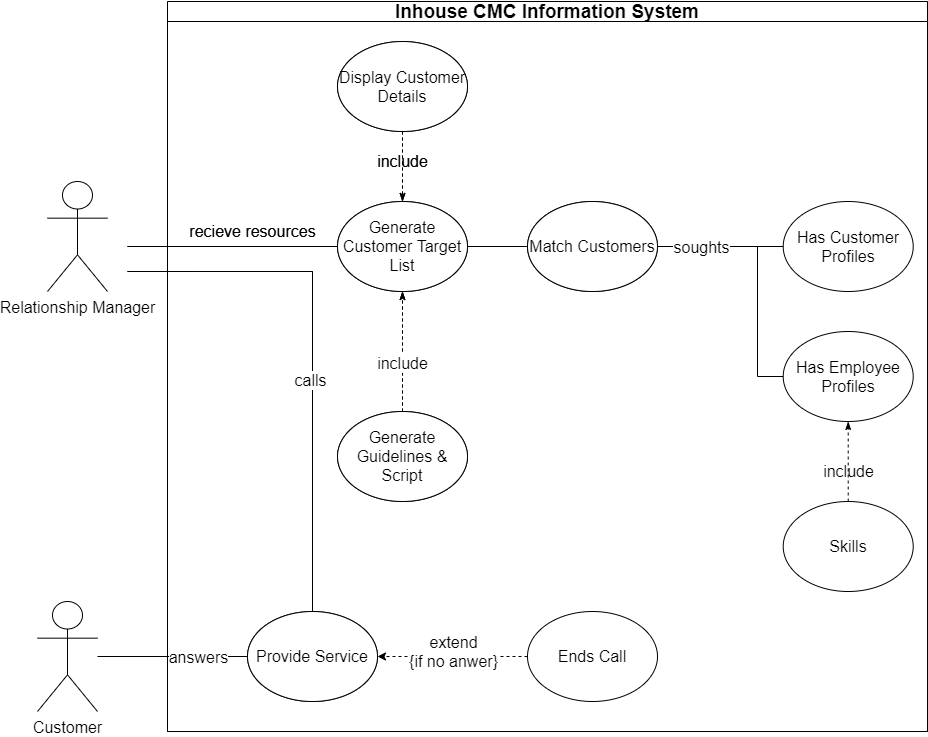 Inhouse CMC Information System
Display Customer
Details
include
recieve resources
Generate
Customer Target
List
Match Customers
soughts
Has Customer
Profiles
Relationship Manager
calls
include
Has Employee
Profiles
Generate
Guidelines &
Script
include
Skills
answers
Provide Service
extend
{if no anwer}
Ends Call
Customer